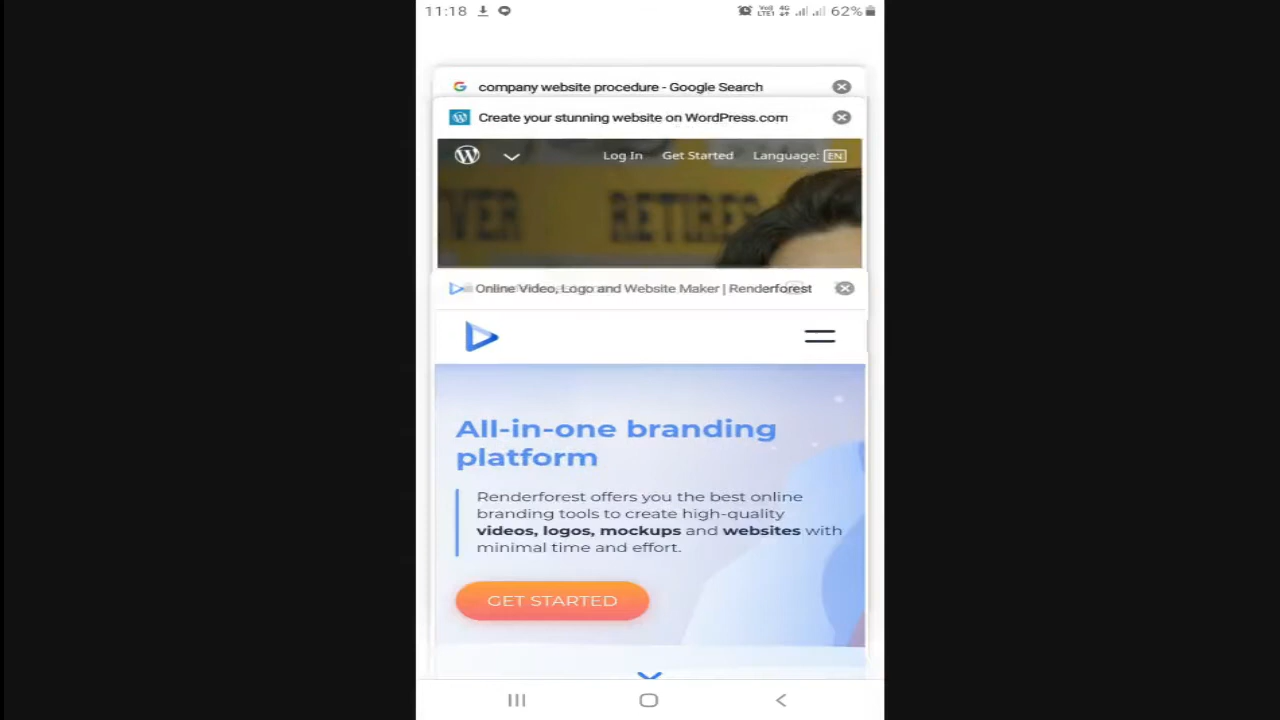 11:18 62%
company website procedure - Google Search
Create your stunning website on WordPress.com
Log In Get Started Language: EN
VER RETIRES
Online Video, Logo and Website Maker | Renderforest
All-in-one branding
platform
Renderforest offers you the best online
branding tools to create high-quality
videos, logos, mockups and websites with
minimal time and effort.
GET STARTED